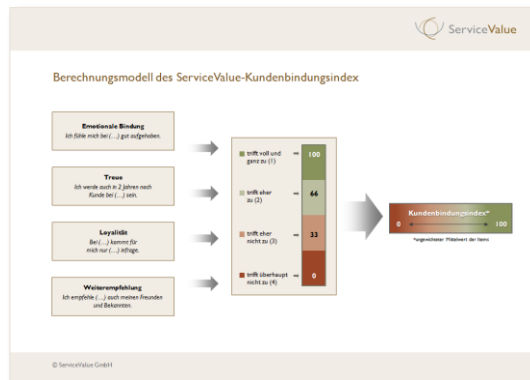 ServiceValue
Berechnungsmodell des ServiceValue-Kundenbindungsindex
Emotionale Bindung
Ich fühle mich bei (...) gut aufgehoben.
Treue
Ich werde auch in 2 Jahren noch
Kunde bei (...) sein.
Loyalität
Bei (...) kommt für
mich nur (...) infrage.
Weiterempfehlung
Ich empfehle (...) auch meinen Freunden
und Bekannten.
trifft voll und
ganz zu (1)
100
trifft eher
zu (2)
66
trifft eher
nicht zu (3)
33
trifft überhaupt
nicht zu (4)
0
Kundenbindungsindex*
0 100
*ungewichteter Mittelwert der Items
© ServiceValue GmbH